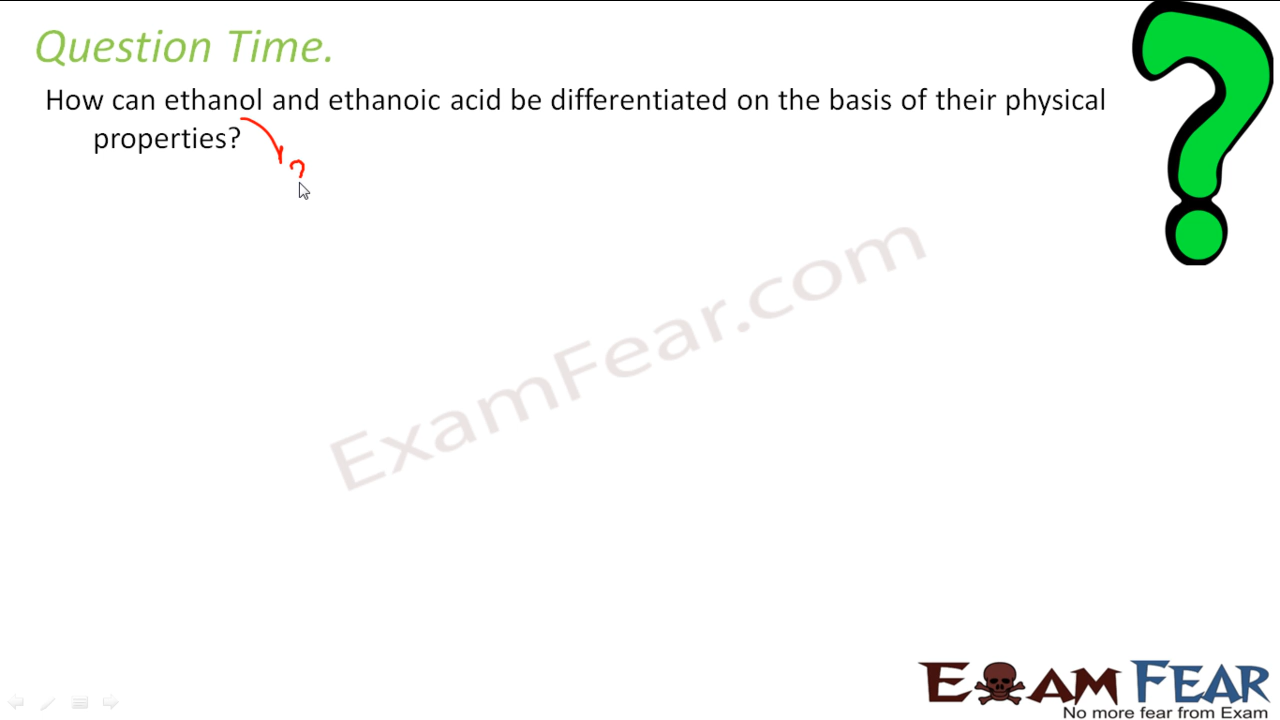 Question Time.
How can ethanol and ethanoic acid be differentiated on the basis of their physical
properties?
?
ExamFear.com
EXAM FEAR
No more fear from Exam